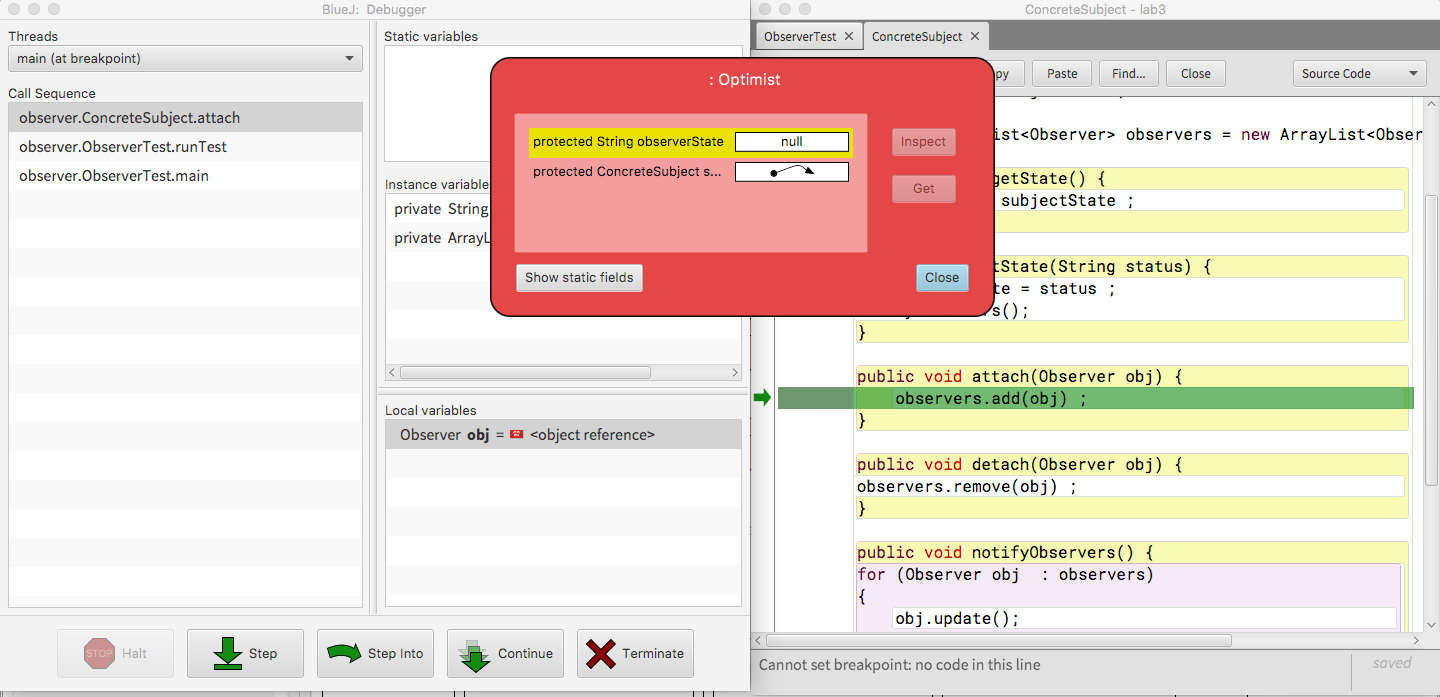 BlueJ: Debugger
Threads
main (at breakpoint)
Call Sequence
observer.ConcreteSubject.attach
observer.ObserverTest.runTest
observer.ObserverTest.main
Static variables
Instance variable
private String
private ArrayL
Local variables
Observer obj = <object reference>
STOP Halt
Step
Step Into
Continue
Terminate
: Optimist
protected String observerState null
protected ConcreteSubject s...
Inspect
Get
Show static fields
Close
ConcreteSubject - lab3
ObserverTest ✕
ConcreteSubject ✕
py
Paste
Find...
Close
Source Code
ist<Observer> observers = new ArrayList<Obser
getState() {
subjectState ;
tState(String status) {
te = status ;
s();
}
public void attach(Observer obj) {
observers.add(obj) ;
}
public void detach(Observer obj) {
observers.remove(obj) ;
}
public void notifyObservers() {
for (Observer obj : observers)
{
obj.update();
Cannot set breakpoint: no code in this line
saved